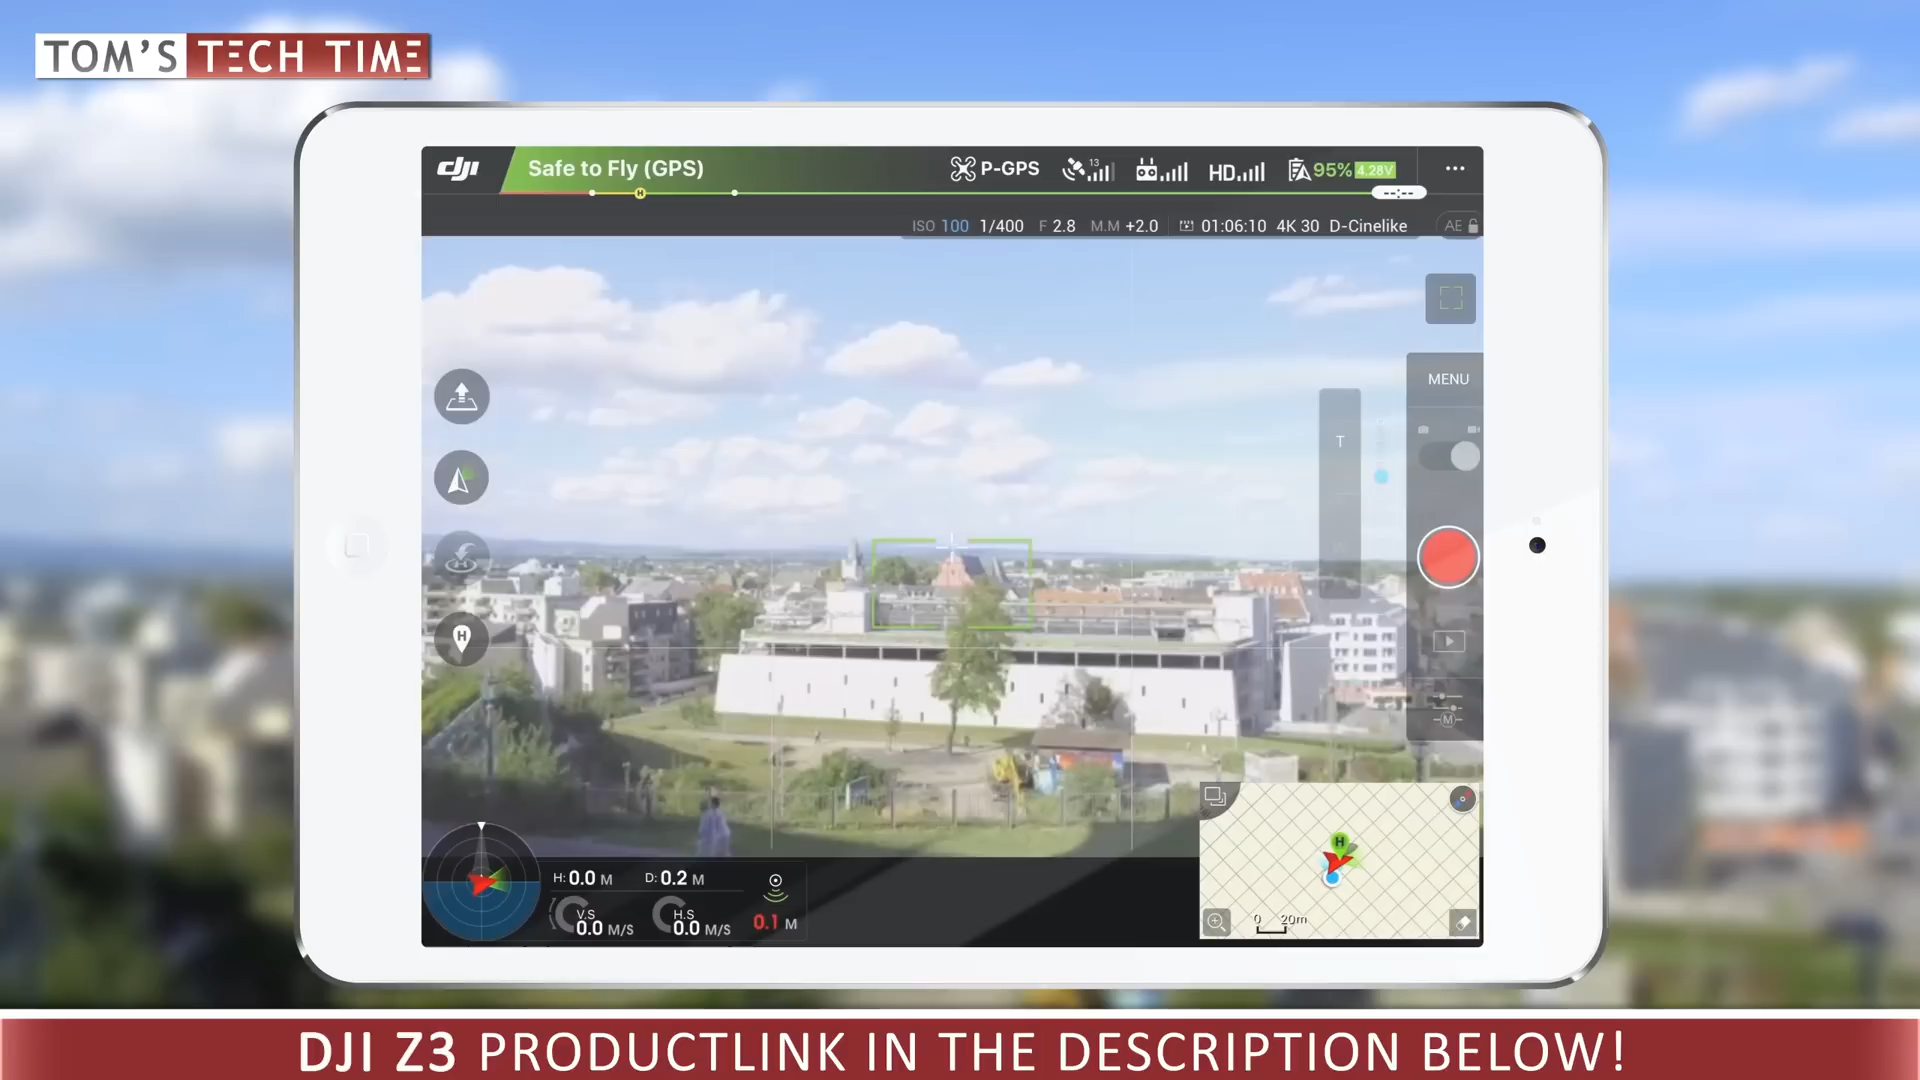 TOM'S TECH TIME
dji Safe to Fly (GPS) P-GPS 13 HD 95% 4.28V ...
H --:--
ISO 100 1/400 F 2.8 M.M +2.0 01:06:10 4K 30 D-Cinelike AE
MENU
T
H
M
H
H: 0.0 M D: 0.2 M
V.S 0.0 M/S H.S 0.0 M/S 0.1 M
0 20m
DJI Z3 PRODUCTLINK IN THE DESCRIPTION BELOW!